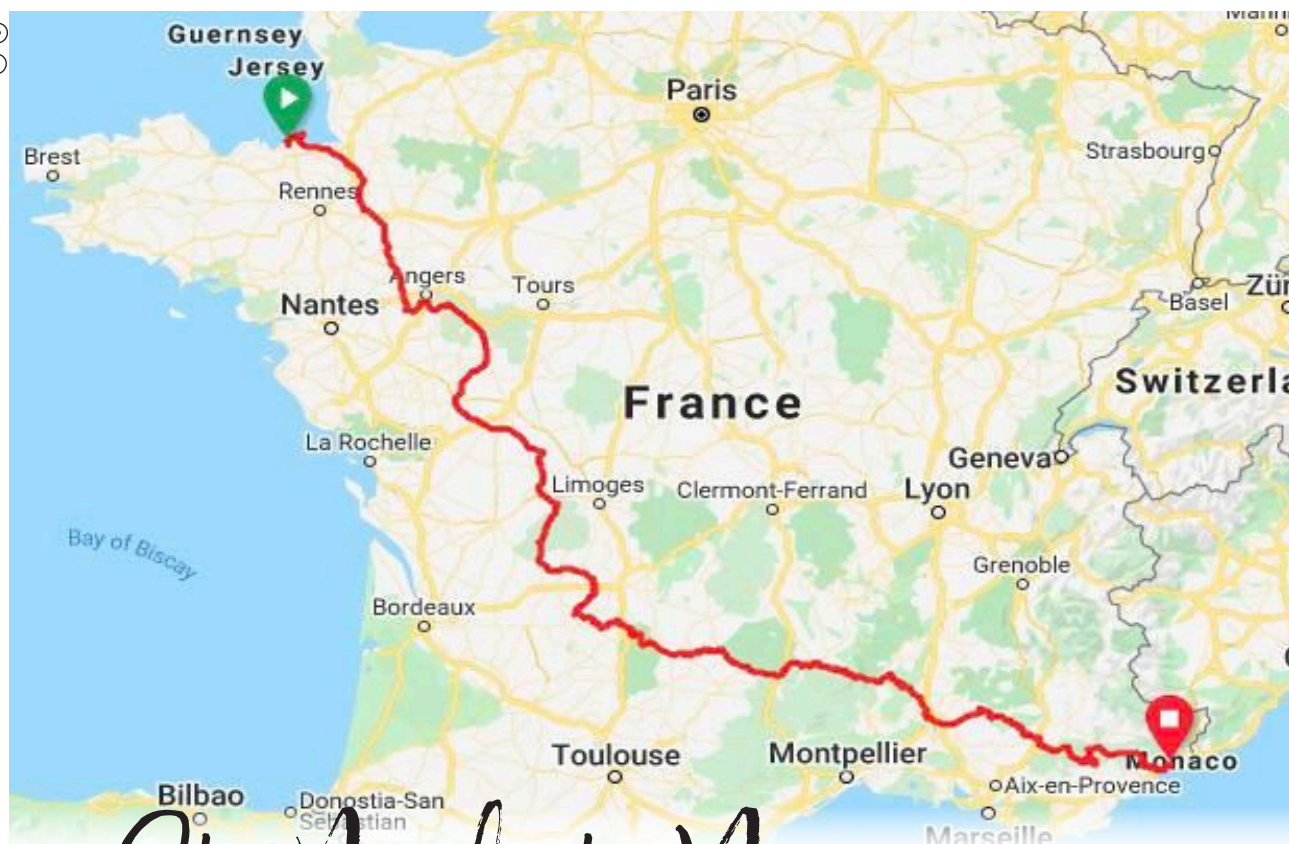 Guernsey
Jersey
Paris
Brest
Strasbourg
Rennes
Angers
Tours
Zür
Basel
Nantes
Switzerla
France
La Rochelle
Geneva
Limoges
Clermont-Ferrand
Lyon
Bay of Biscay
Grenoble
Bordeaux
Toulouse
Montpellier
Monaco
Aix-en-Provence
Bilbao
Donostia-San
Sebastian
Marseille